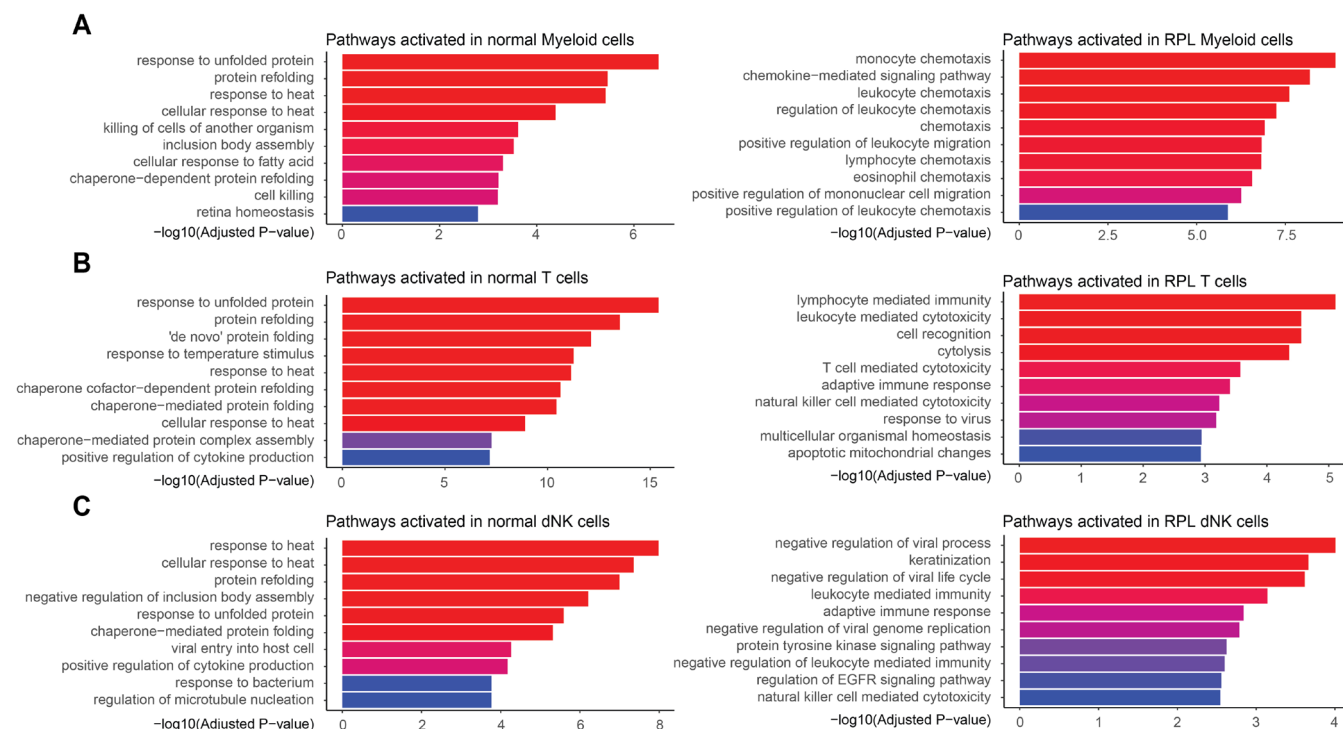 A
Pathways activated in normal Myeloid cells
response to unfolded protein
protein refolding
response to heat
cellular response to heat
killing of cells of another organism
inclusion body assembly
cellular response to fatty acid
chaperone-dependent protein refolding
cell killing
retina homeostasis
−log10(Adjusted P−value)
0 2 4 6
Pathways activated in RPL Myeloid cells
monocyte chemotaxis
chemokine−mediated signaling pathway
leukocyte chemotaxis
regulation of leukocyte chemotaxis
chemotaxis
positive regulation of leukocyte migration
lymphocyte chemotaxis
eosinophil chemotaxis
positive regulation of mononuclear cell migration
positive regulation of leukocyte chemotaxis
−log10(Adjusted P−value)
0 2.5 5.0 7.5
B
Pathways activated in normal T cells
response to unfolded protein
protein refolding
'de novo' protein folding
response to temperature stimulus
response to heat
chaperone cofactor-dependent protein refolding
chaperone-mediated protein folding
cellular response to heat
chaperone-mediated protein complex assembly
positive regulation of cytokine production
−log10(Adjusted P−value)
0 5 10 15
Pathways activated in RPL T cells
lymphocyte mediated immunity
leukocyte mediated cytotoxicity
cell recognition
cytolysis
T cell mediated cytotoxicity
adaptive immune response
natural killer cell mediated cytotoxicity
response to virus
multicellular organismal homeostasis
apoptotic mitochondrial changes
−log10(Adjusted P−value)
0 1 2 3 4 5
C
Pathways activated in normal dNK cells
response to heat
cellular response to heat
protein refolding
negative regulation of inclusion body assembly
response to unfolded protein
chaperone-mediated protein folding
viral entry into host cell
positive regulation of cytokine production
response to bacterium
regulation of microtubule nucleation
−log10(Adjusted P−value)
0 2 4 6 8
Pathways activated in RPL dNK cells
negative regulation of viral process
keratinization
negative regulation of viral life cycle
leukocyte mediated immunity
adaptive immune response
negative regulation of viral genome replication
protein tyrosine kinase signaling pathway
negative regulation of leukocyte mediated immunity
regulation of EGFR signaling pathway
natural killer cell mediated cytotoxicity
−log10(Adjusted P−value)
0 1 2 3 4